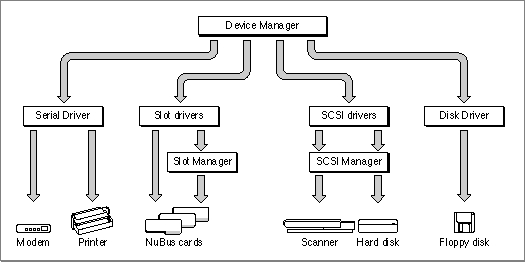 Device Manager
Serial Driver
Slot drivers
SCSI drivers
Disk Driver
Slot Manager
SCSI Manager
Modem
Printer
NuBus cards
Scanner
Hard disk
Floppy disk